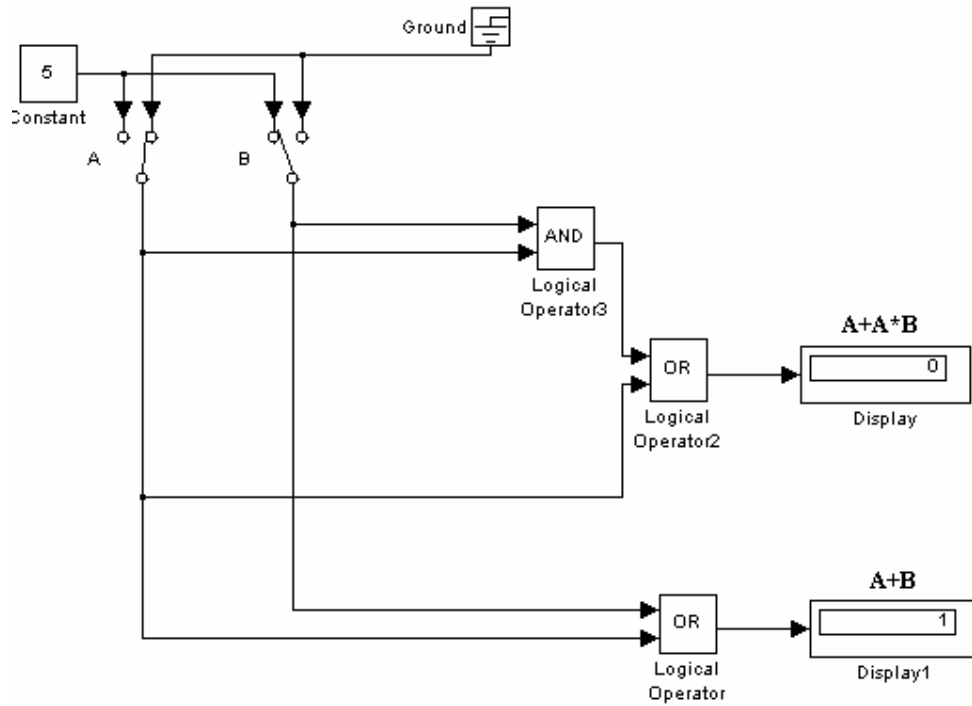 Ground
5
Constant
A
B
AND
Logical
Operator3
A+A*B
0
OR
Display
Logical
Operator2
A+B
1
OR
Display1
Logical
Operator